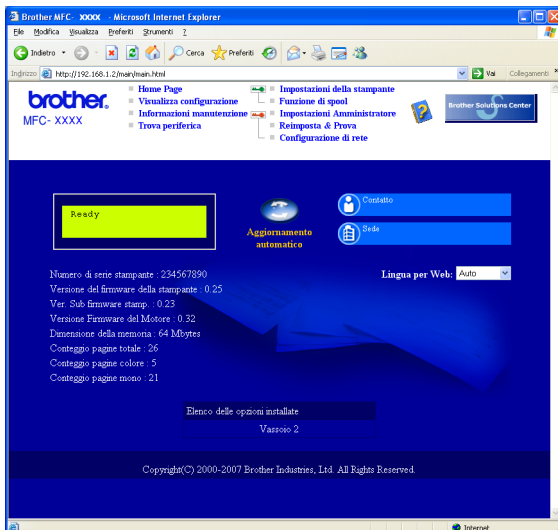 Brother MFC- XXXX - Microsoft Internet Explorer
File Modifica Visualizza Preferiti Strumenti ?
Indietro Cerca Preferiti
Indirizzo http://192.168.1.2/main/main.html Vai Collegamenti »
brother.
MFC- XXXX
Home Page
Visualizza configurazione
Informazioni manutenzione
Trova periferica
Impostazioni della stampante
Funzione di spool
Impostazioni Amministratore
Reimposta & Prova
Configurazione di rete
Brother Solutions Center
Ready
Aggiornamento
automatico
Contatto
Sede
Numero di serie stampante : 234567890
Lingua per Web: Auto
Versione del firmware della stampante : 0.25
Ver. Sub firmware stamp. : 0.23
Versione Firmware del Motore : 0.32
Dimensione della memoria : 64 Mbytes
Conteggio pagine totale : 26
Conteggio pagine colore : 5
Conteggio pagine mono : 21
Elenco delle opzioni installate
Vassoio 2
Copyright(C) 2000-2007 Brother Industries, Ltd. All Rights Reserved.
Internet